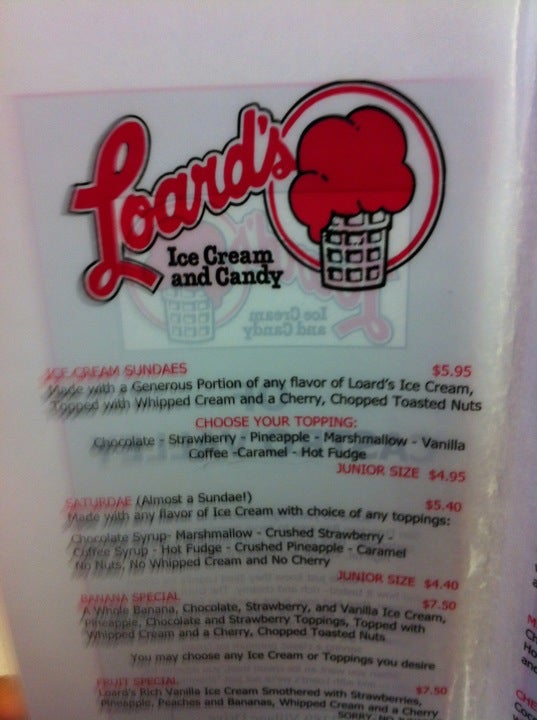 Loard's
Ice Cream
and Candy
ICE CREAM SUNDAES $5.95
Made with a Generous Portion of any flavor of Loard's Ice Cream,
Topped with Whipped Cream and a Cherry, Chopped Toasted Nuts
CHOOSE YOUR TOPPING:
Chocolate - Strawberry - Pineapple - Marshmallow - Vanilla
Coffee -Caramel - Hot Fudge
JUNIOR SIZE $4.95
SATURDAE (Almost a Sundae!) $5.40
Made with any flavor of Ice Cream with choice of any toppings:
Chocolate Syrup- Marshmallow - Crushed Strawberry -
Coffee Syrup - Hot Fudge - Crushed Pineapple - Caramel
No Nuts, No Whipped Cream and No Cherry
JUNIOR SIZE $4.40
BANANA SPECIAL $7.50
A Whole Banana, Chocolate, Strawberry, and Vanilla Ice Cream,
Pineapple, Chocolate and Strawberry Toppings, Topped with
Whipped Cream and a Cherry, Chopped Toasted Nuts
You may choose any Ice Cream or Toppings you desire
FRUIT SPECIAL $7.50
Loard's Rich Vanilla Ice Cream Smothered with Strawberries,
Pineapple, Peaches and Bananas, Whipped Cream and a Cherry
SORRY NO